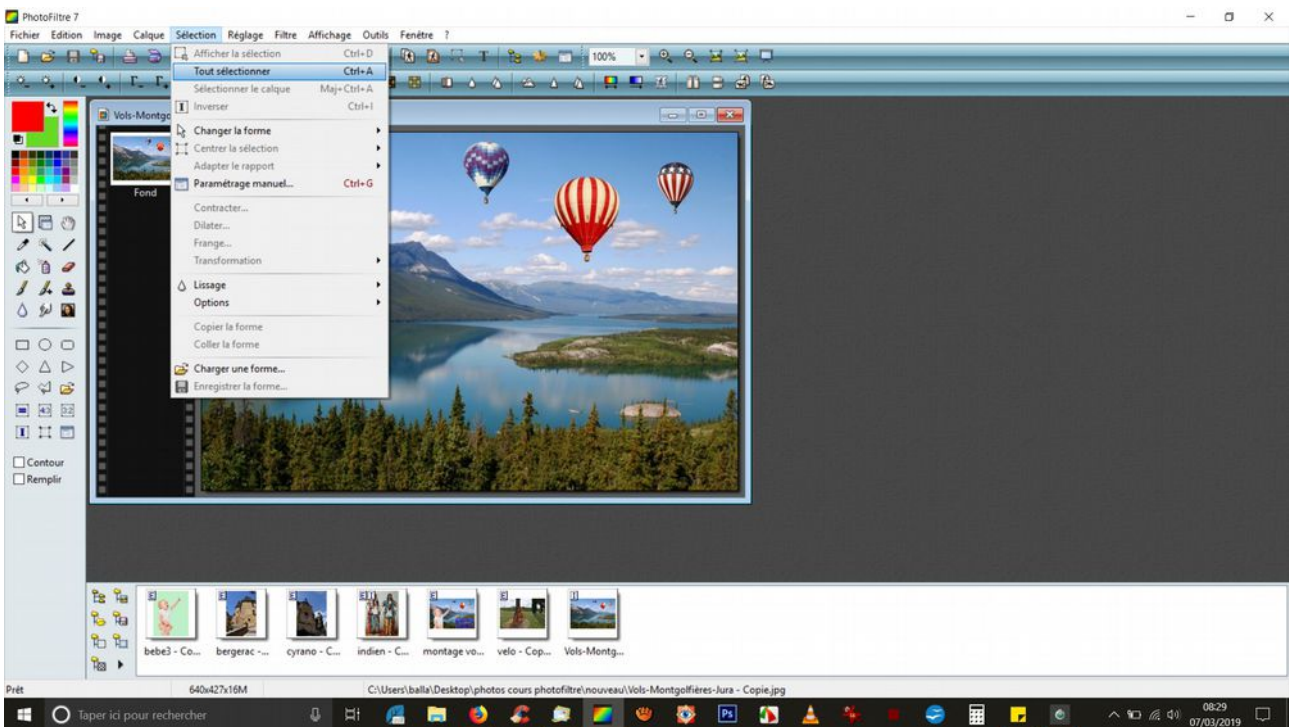 PhotoFiltre 7
Fichier Edition Image Calque Sélection Réglage Filtre Affichage Outils Fenêtre ?
Afficher la sélection Ctrl+D
Tout sélectionner Ctrl+A
Sélectionner le calque Maj+Ctrl+A
Inverser Ctrl+I
Changer la forme
Centrer la sélection
Adapter le rapport
Paramétrage manuel... Ctrl+G
Contracter...
Dilater...
Frange...
Transformation
Lissage
Options
Copier la forme
Coller la forme
Charger une forme...
Enregistrer la forme...
100%
Vols-Montgo
Fond
Contour
Remplir
bebe3 - Co... bergerac -... cyrano - C... indien - C... montage vo... velo - Cop... Vols-Montg...
Prêt 640x427x16M C:\Users\balla\Desktop\photos cours photofiltre\nouveau\Vols-Montgolfières-Jura - Copie.jpg
Taper ici pour rechercher
Ps
08:29
07/03/2019